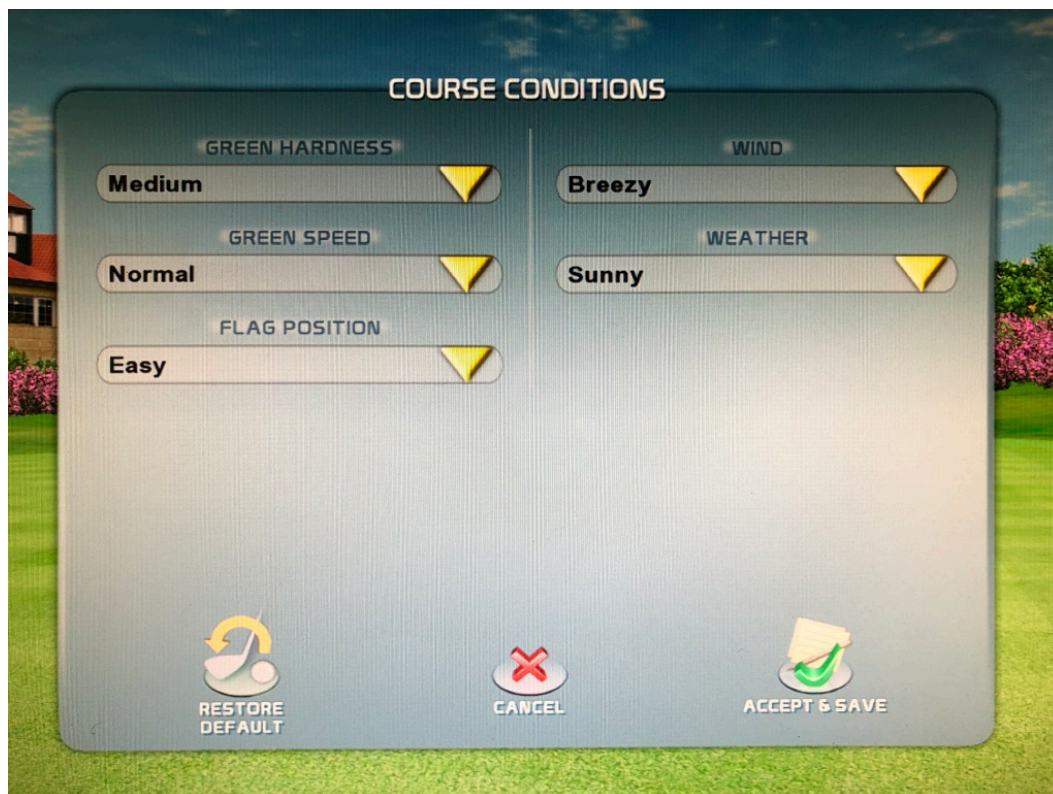 COURSE CONDITIONS
GREEN HARDNESS
Medium
GREEN SPEED
Normal
FLAG POSITION
Easy
WIND
Breezy
WEATHER
Sunny
RESTORE
DEFAULT
CANCEL
ACCEPT & SAVE